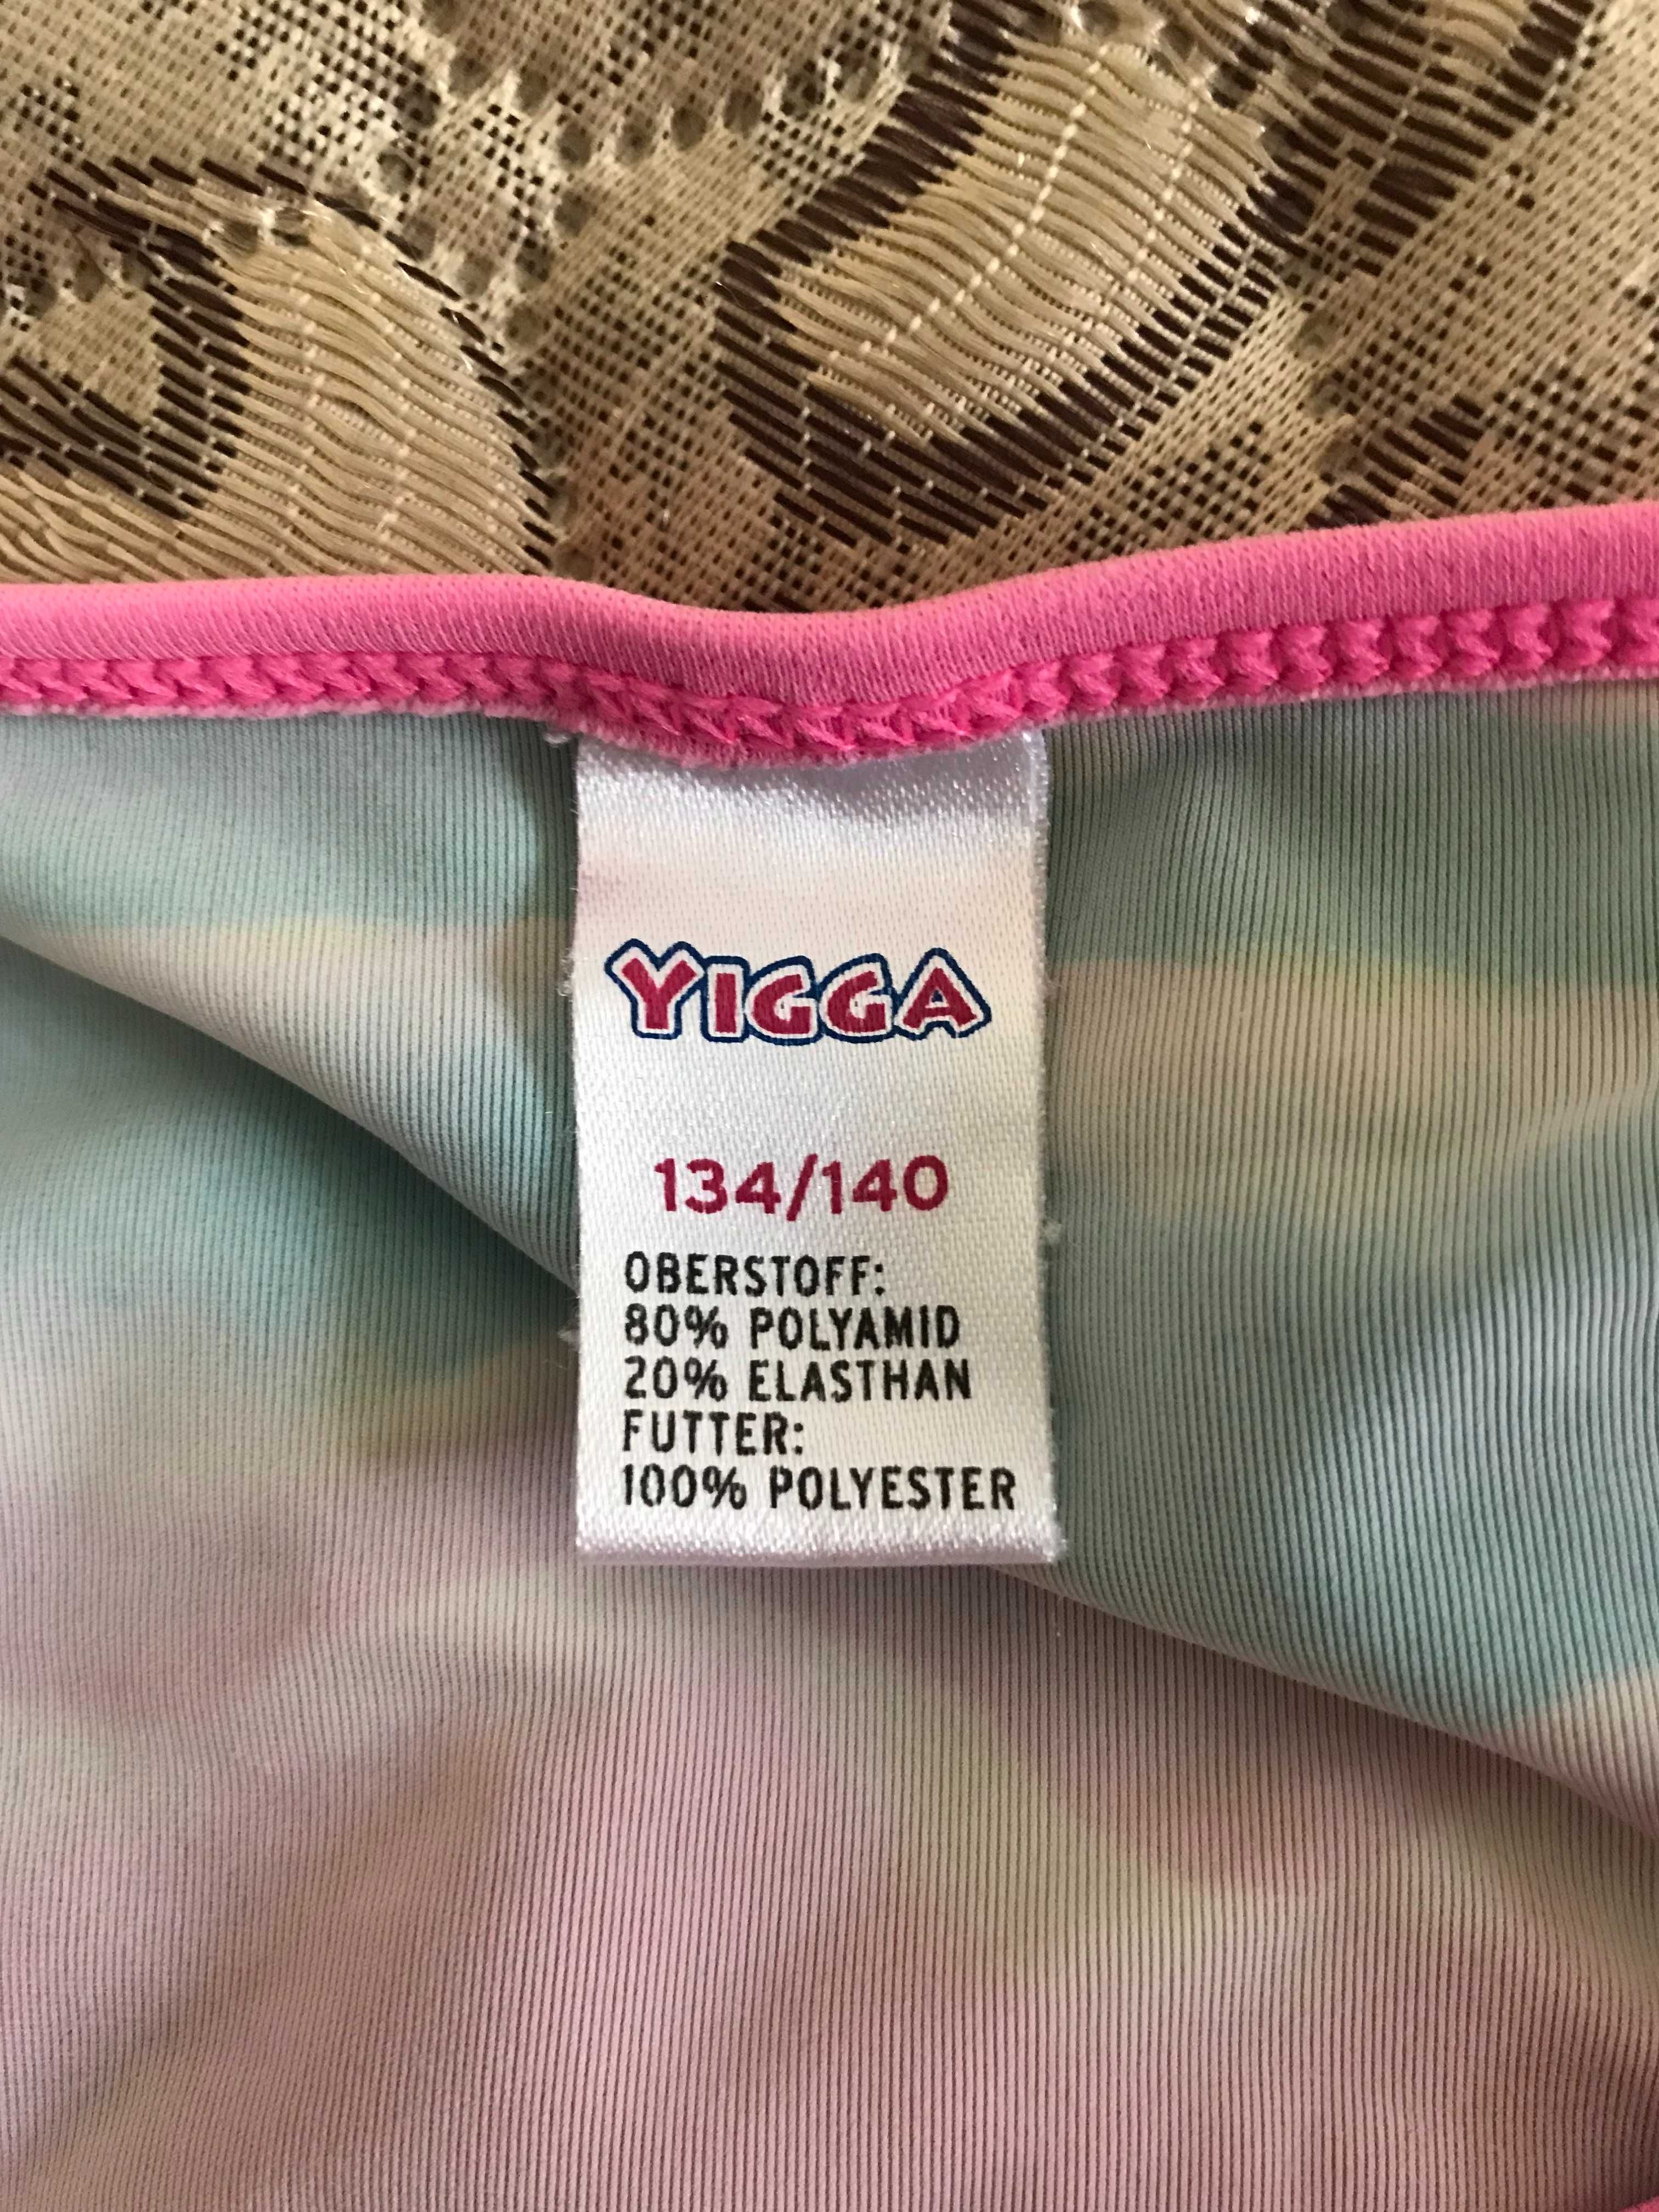 YIGGA
134/140
OBERSTOFF:
80% POLYAMID
20% ELASTHAN
FUTTER:
100% POLYESTER